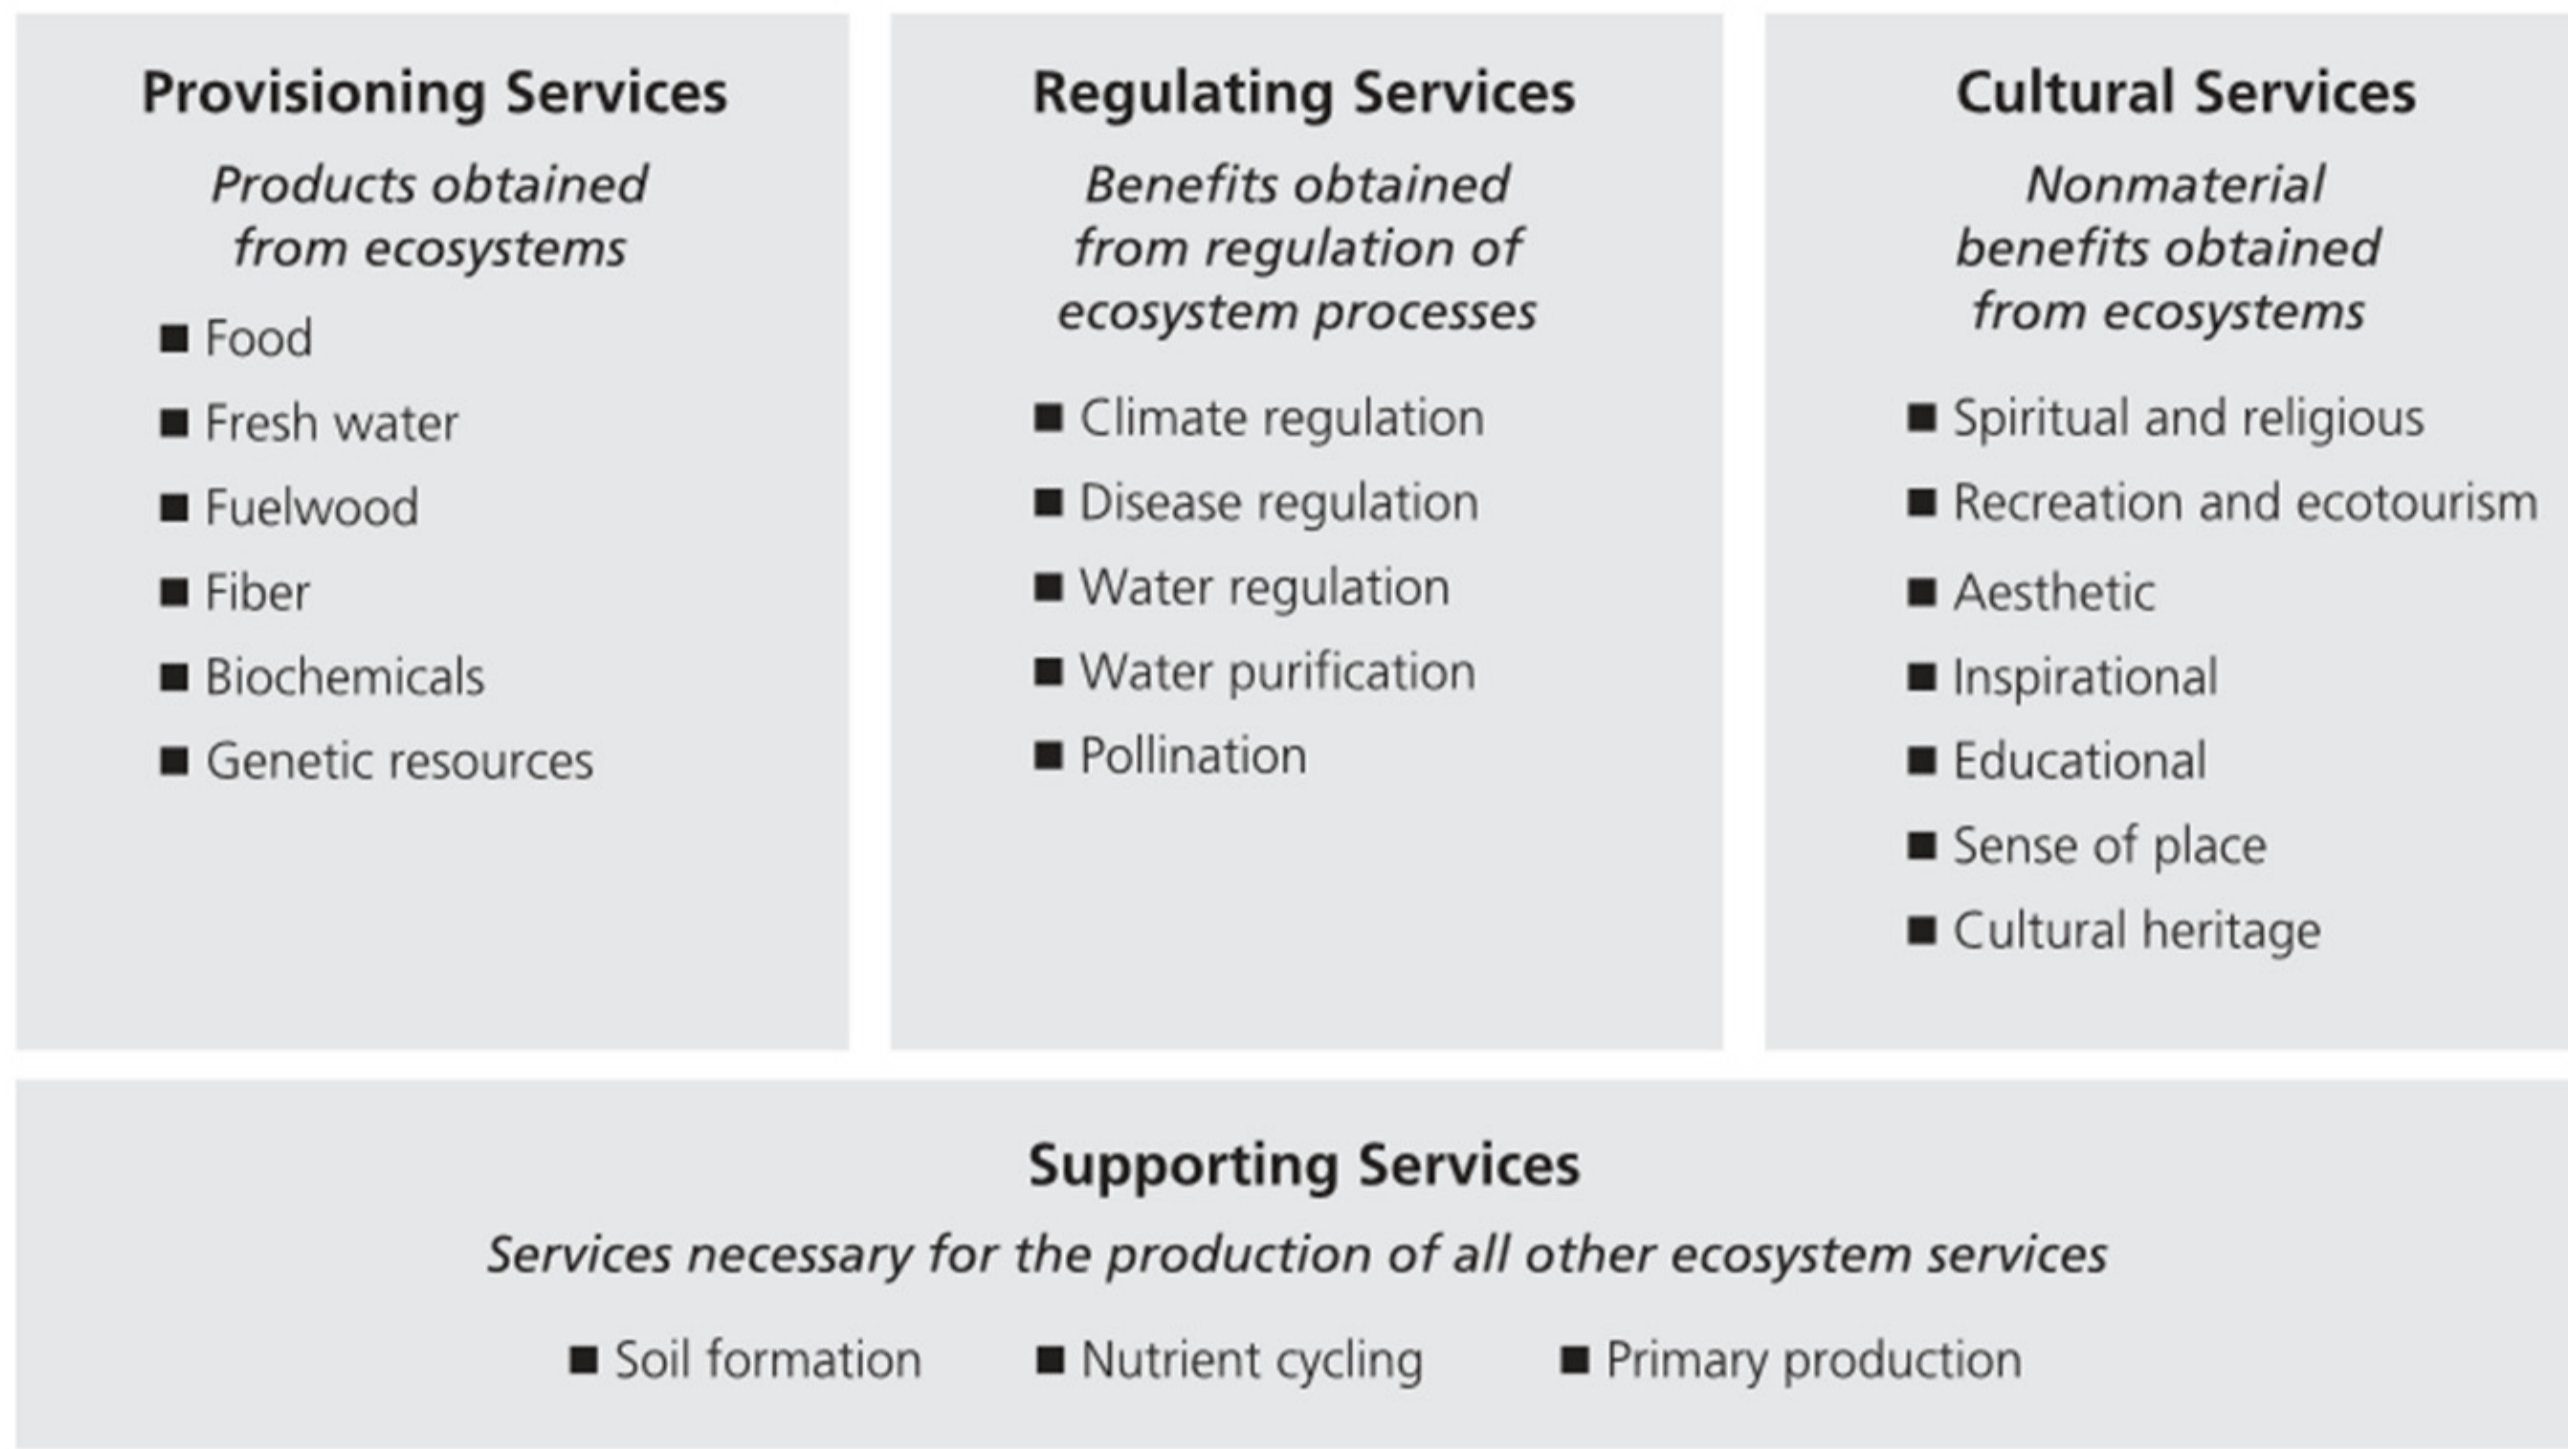 Provisioning Services
Products obtained
from ecosystems
■ Food
■ Fresh water
■ Fuelwood
■ Fiber
■ Biochemicals
■ Genetic resources
Regulating Services
Benefits obtained
from regulation of
ecosystem processes
■ Climate regulation
■ Disease regulation
■ Water regulation
■ Water purification
■ Pollination
Cultural Services
Nonmaterial
benefits obtained
from ecosystems
■ Spiritual and religious
■ Recreation and ecotourism
■ Aesthetic
■ Inspirational
■ Educational
■ Sense of place
■ Cultural heritage
Supporting Services
Services necessary for the production of all other ecosystem services
■ Soil formation ■ Nutrient cycling ■ Primary production